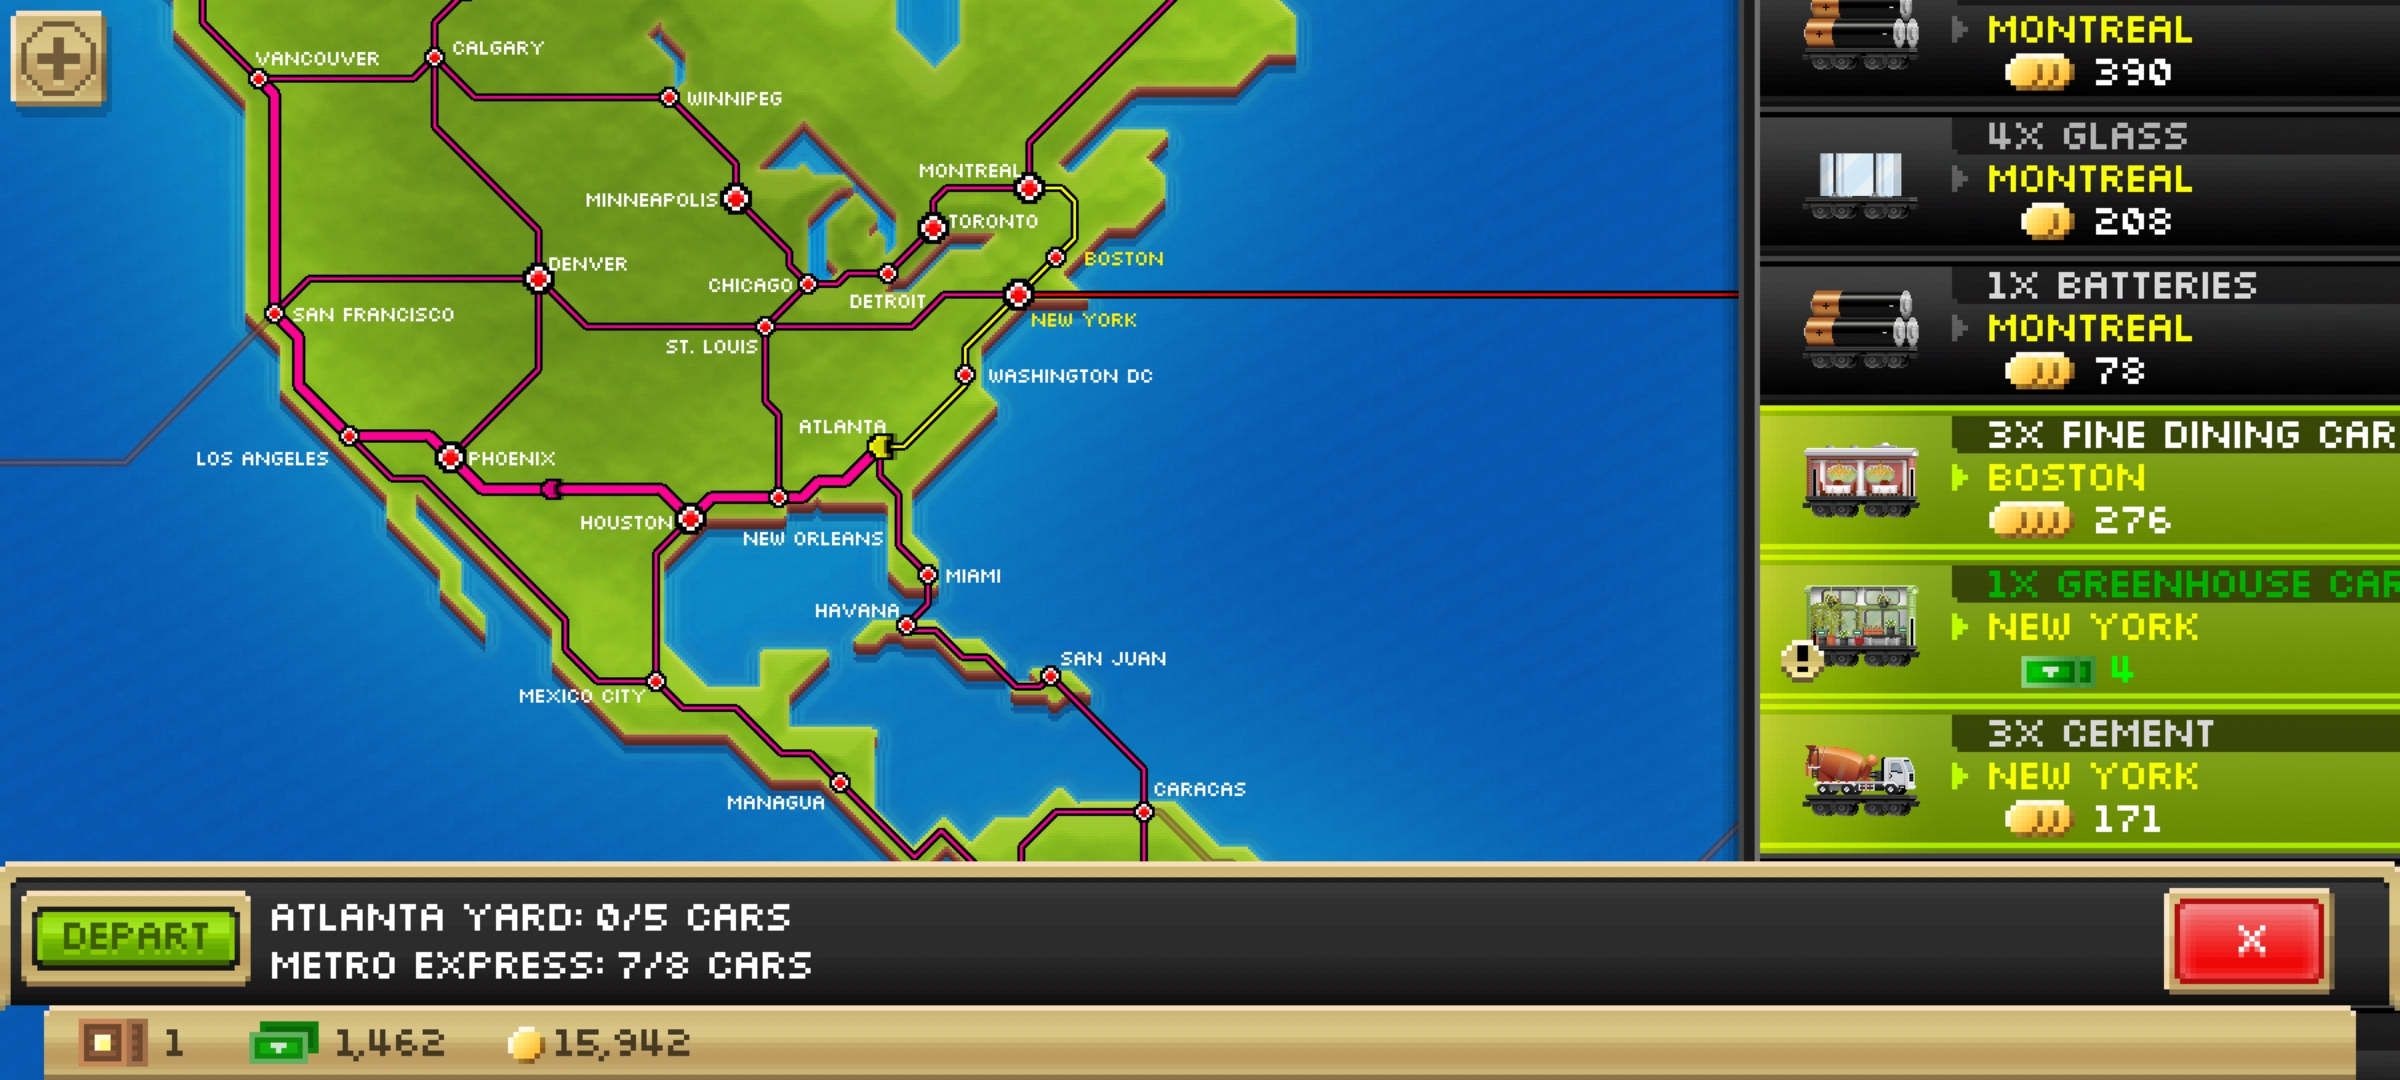 VANCOUVER
CALGARY
WINNIPEG
MONTREAL
MINNEAPOLIS
TORONTO
DENVER
CHICAGO
BOSTON
DETROIT
SAN FRANCISCO
NEW YORK
ST. LOUIS
WASHINGTON DC
ATLANTA
LOS ANGELES
PHOENIX
HOUSTON
NEW ORLEANS
MIAMI
HAVANA
SAN JUAN
MEXICO CITY
CARACAS
MANAGUA
MONTREAL
390
4X GLASS
MONTREAL
208
1X BATTERIES
MONTREAL
78
3X FINE DINING CAR
BOSTON
276
1X GREENHOUSE CAR
NEW YORK
4
3X CEMENT
NEW YORK
171
DEPART
ATLANTA YARD: 0/5 CARS
METRO EXPRESS: 7/8 CARS
X
1
1,462
15,942